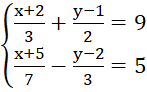 {(x+2)/3 + (y−1)/2 = 9
(x+5)/7 − (y−2)/3 = 5